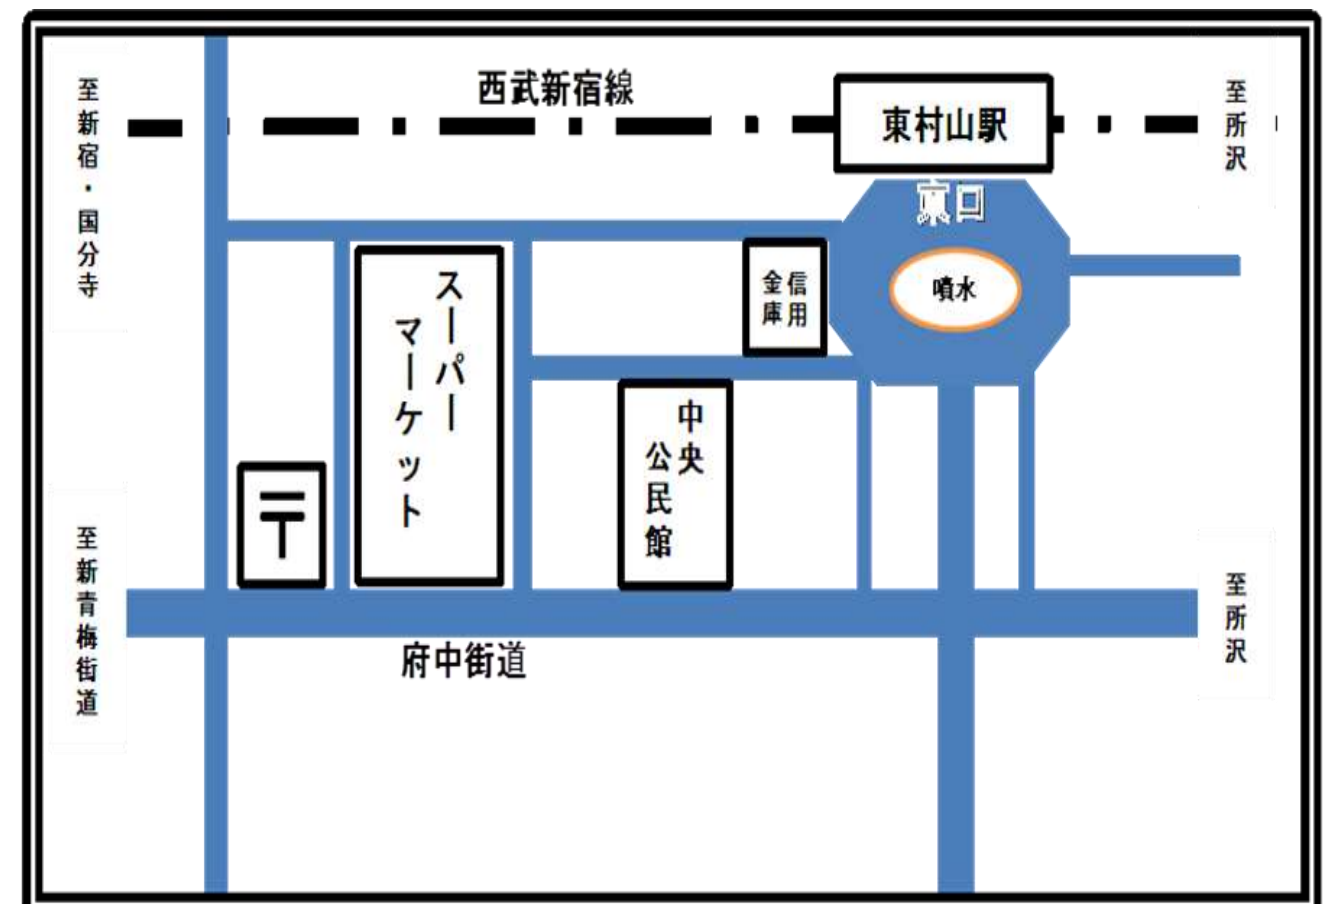 西武新宿線
東村山駅
至所沢
至新宿・国分寺
東口
噴水
信用
金庫
スーパー
マーケット
中央
公民館
〒
至新青梅街道
至所沢
府中街道